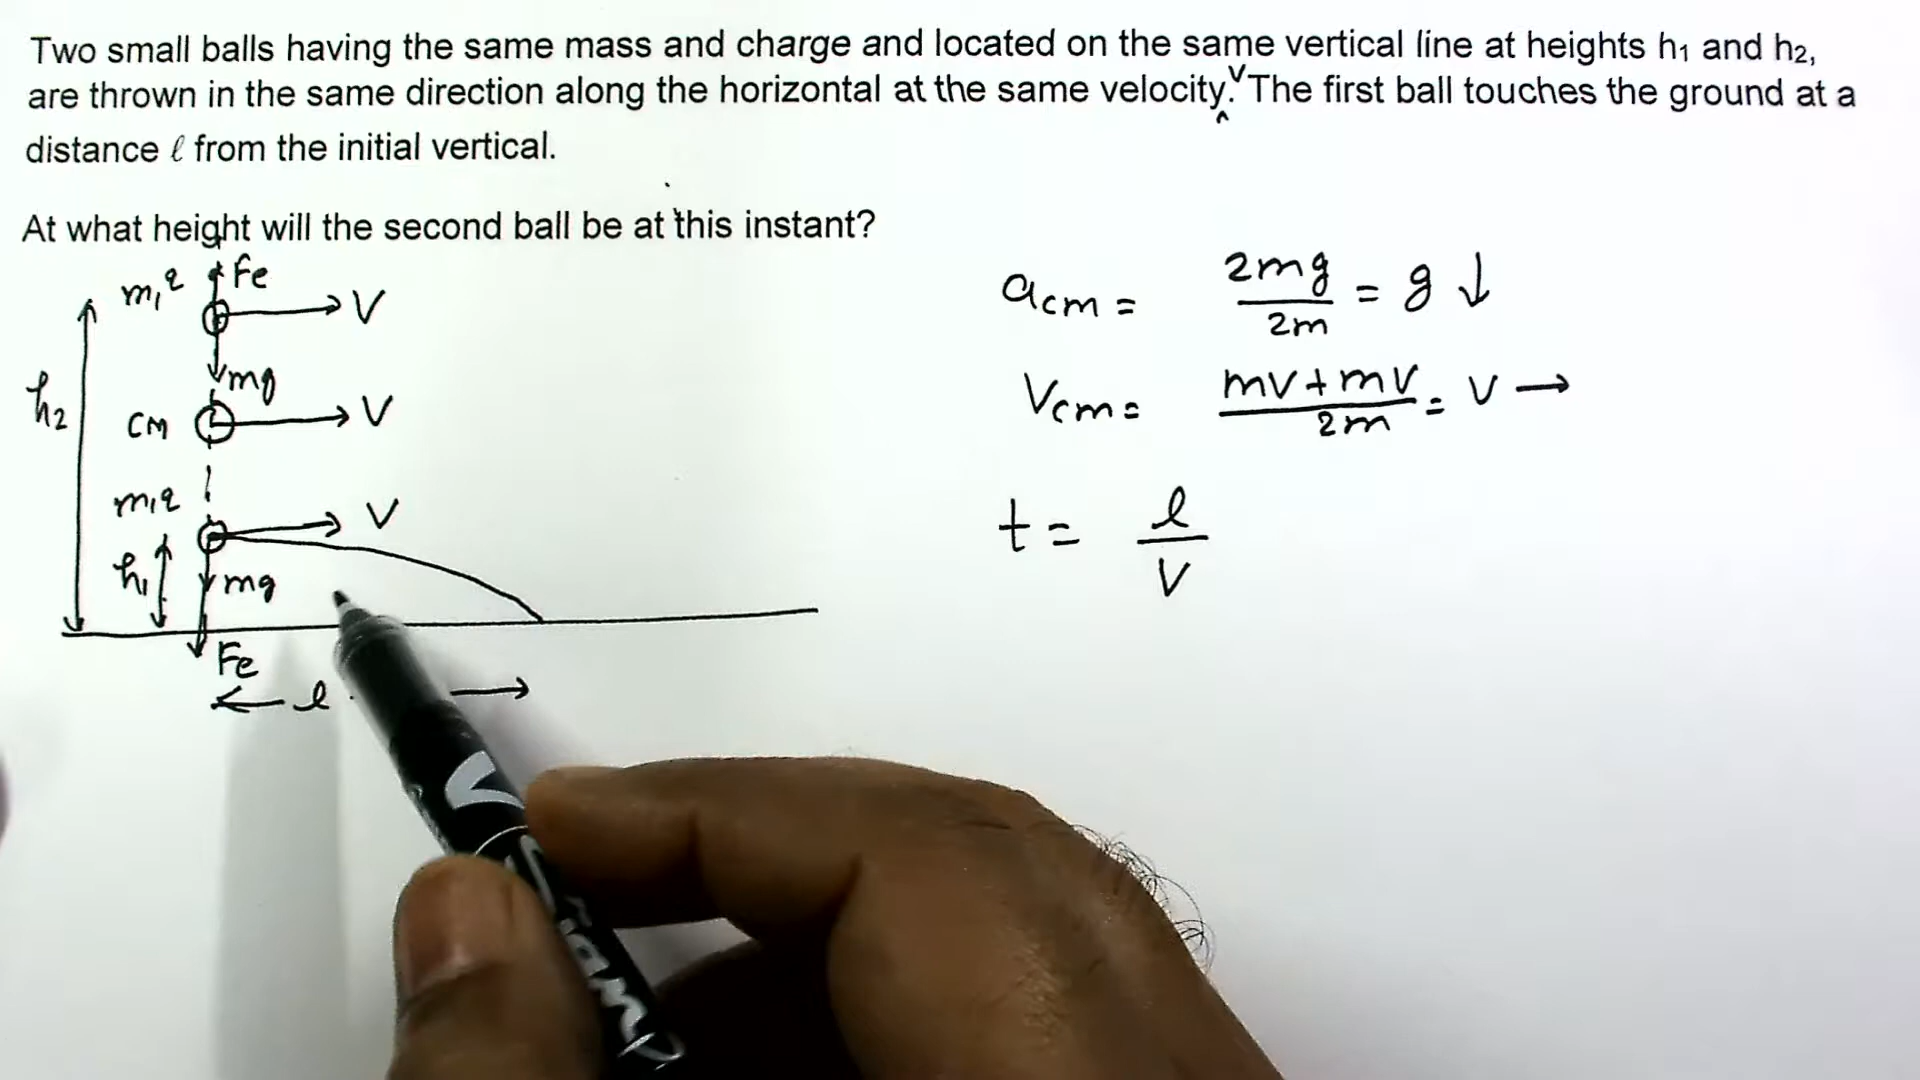 Two small balls having the same mass and charge and located on the same vertical line at heights h₁ and h₂,
are thrown in the same direction along the horizontal at the same velocity. V The first ball touches the ground at a
distance ℓ from the initial vertical.
At what height will the second ball be at this instant?
m, q Fe
V
mg
h₂
CM V
m, q
V
h₁ mg
Fe
l
a cm = 2mg / 2m = g ↓
V cm = mv + mv / 2m = v →
t = l / v